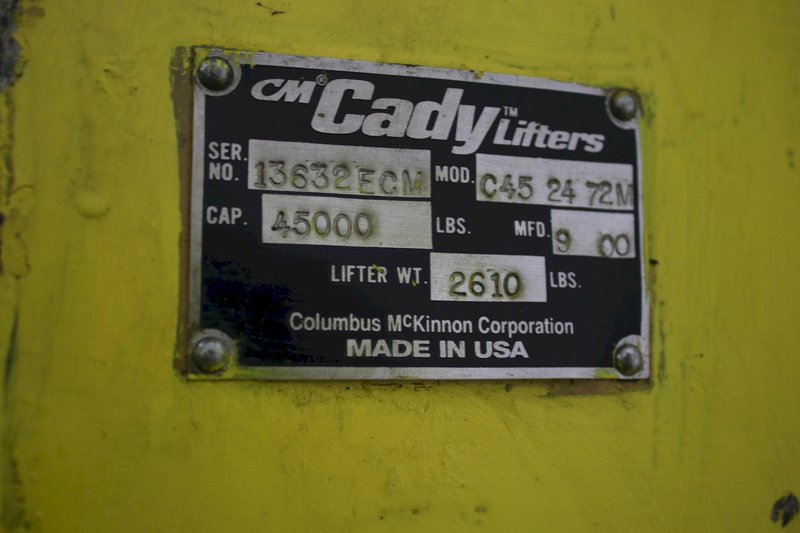 CM® Cady™ Lifters
SER. NO. 13632ECM MOD. C45 24 72M
CAP. 45000 LBS. MFD. 9 00
LIFTER WT. 2610 LBS.
Columbus McKinnon Corporation
MADE IN USA